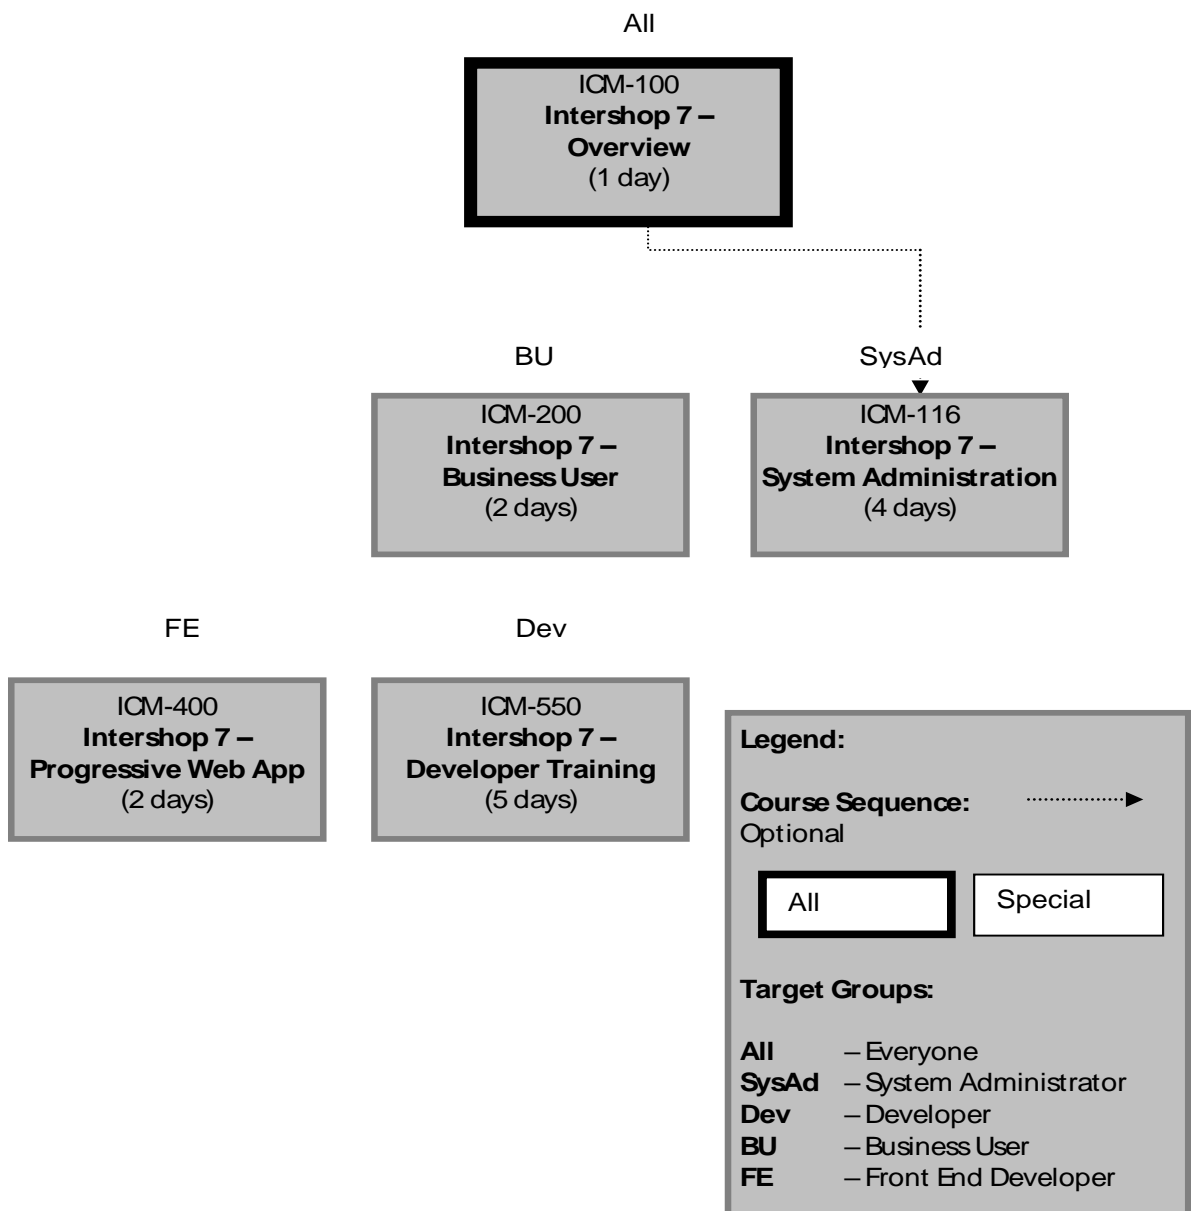 All
ICM-100
Intershop 7 –
Overview
(1 day)
BU
ICM-200
Intershop 7 –
Business User
(2 days)
SysAd
ICM-116
Intershop 7 –
System Administration
(4 days)
FE
ICM-400
Intershop 7 –
Progressive Web App
(2 days)
Dev
ICM-550
Intershop 7 –
Developer Training
(5 days)
Legend:
Course Sequence:
Optional
All
Special
Target Groups:
All – Everyone
SysAd – System Administrator
Dev – Developer
BU – Business User
FE – Front End Developer